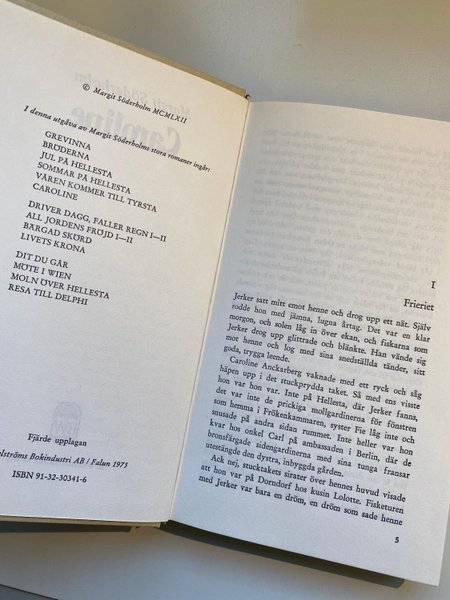 © Margit Söderholm MCMLXII
I denna utgåva av Margit Söderholms stora romaner ingår:
GREVINNA
BRÖDERNA
JUL PÅ HELLESTA
SOMMAR PÅ HELLESTA
VÅREN KOMMER TILL TYRSTA
CAROLINE
DRIVER DAGG, FALLER REGN I—II
ALL JORDENS FRÖJD I—II
BÄRGAD SKÖRD
LIVETS KRONA
DIT DU GÅR
MÖTE I WIEN
MOLN ÖVER HELLESTA
RESA TILL DELPHI
Fjärde upplagan
Bokindustri AB / Falun 1975
ISBN 91-32-30341-6
I
Frieriet
Jerker satt mitt emot henne och drog upp ett nät. Själv
rodde hon med jämna, lugna årtag. Det var en klar
morgon, och solen låg in över ekan, och fiskarna som
Jerker drog upp glittrade och blänkte. Han vände sig
mot henne och log med sina snedställda tänder, sitt
goda, trygga leende.
Caroline Anckarberg vaknade med ett ryck och såg
häpen upp i det stuckprydda taket. Så med ens visste
hon var hon var. Inte på Hellesta, där Jerker fanns,
der var inte de prickiga mollgardinerna för fönstren
som hemma i Frökenkammaren, syster Fie låg inte och
snusade på andra sidan rummet. Inte heller var hon
kvar hos onkel Carl på ambassaden i Berlin, där de
bronsfärgade sidengardinerna med sina tunga fransar
utestängde den dystra, inbyggda gården.
Ack nej, stucktakets sirater över hennes huvud visade
att hon var på Dorndorf hos kusin Lolotte. Fisketuren
med Jerker var bara en dröm, en dröm som sade henne
5